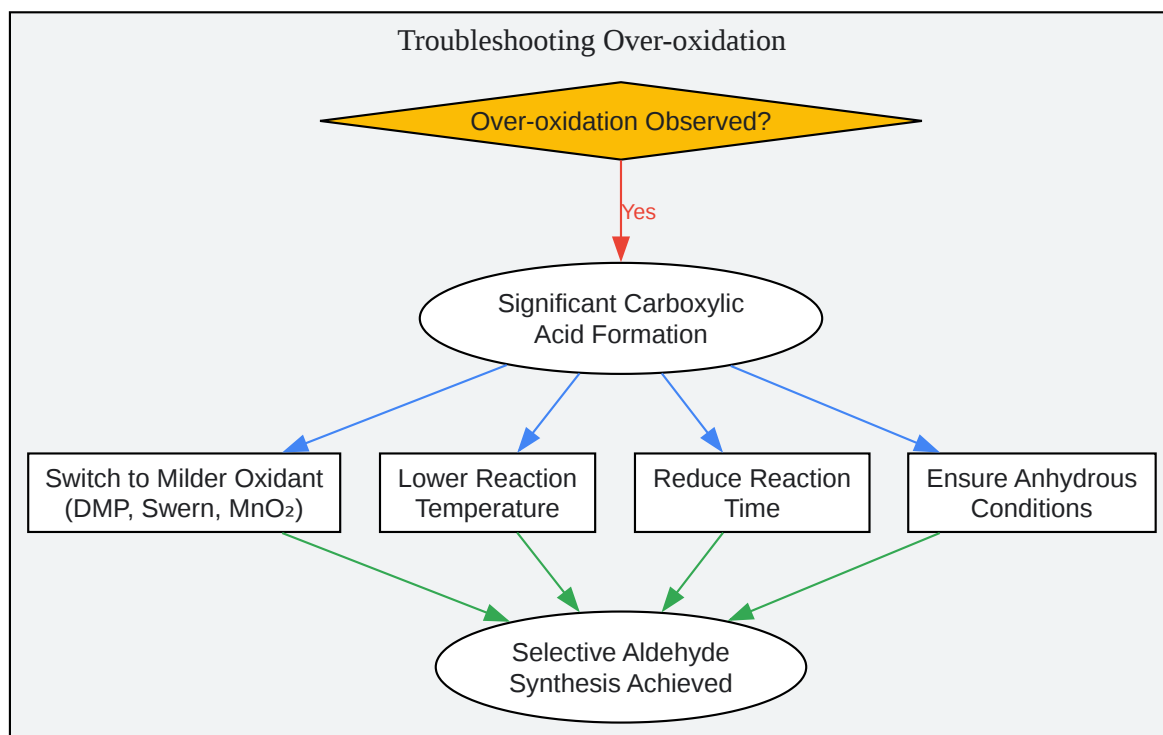 Troubleshooting Over-oxidation
Over-oxidation Observed?
Yes
Significant Carboxylic
Acid Formation
Switch to Milder Oxidant
(DMP, Swern, MnO₂)
Lower Reaction
Temperature
Reduce Reaction
Time
Ensure Anhydrous
Conditions
Selective Aldehyde
Synthesis Achieved